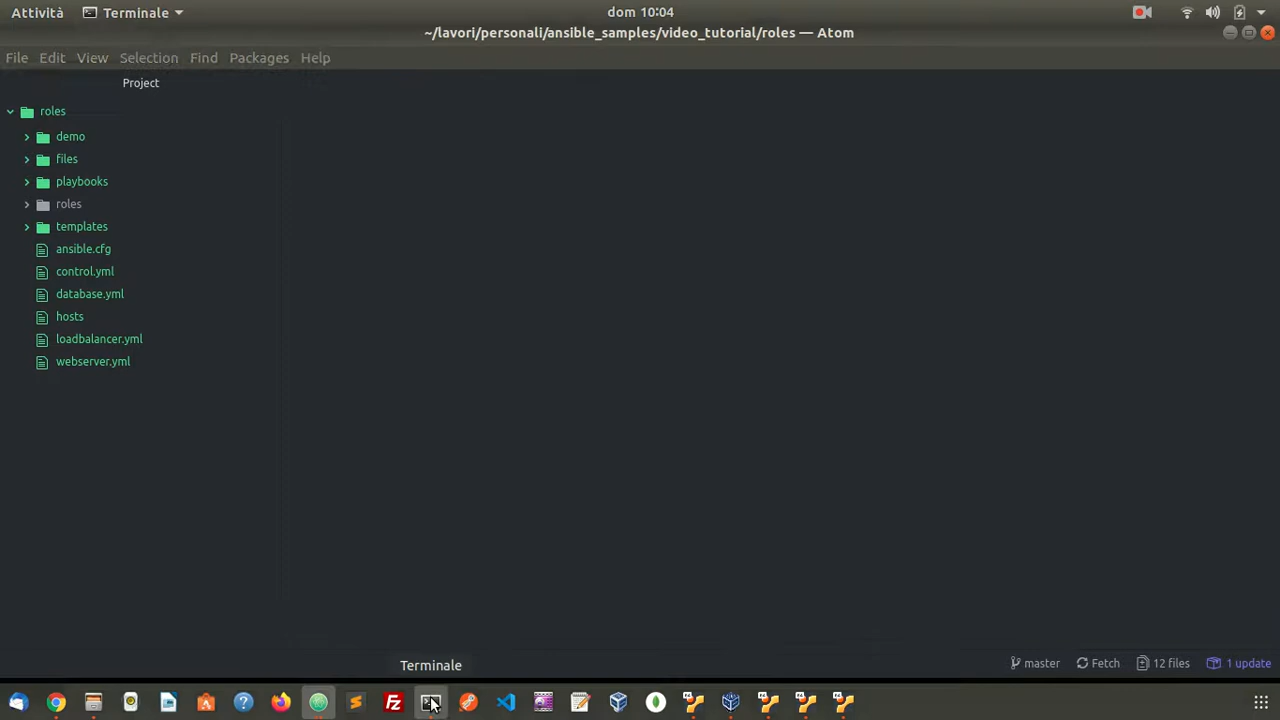 Attività
Terminale
dom 10:04
~/lavori/personali/ansible_samples/video_tutorial/roles — Atom
File Edit View Selection Find Packages Help
Project
roles
demo
files
playbooks
roles
templates
ansible.cfg
control.yml
database.yml
hosts
loadbalancer.yml
webserver.yml
Terminale
master
Fetch
12 files
1 update